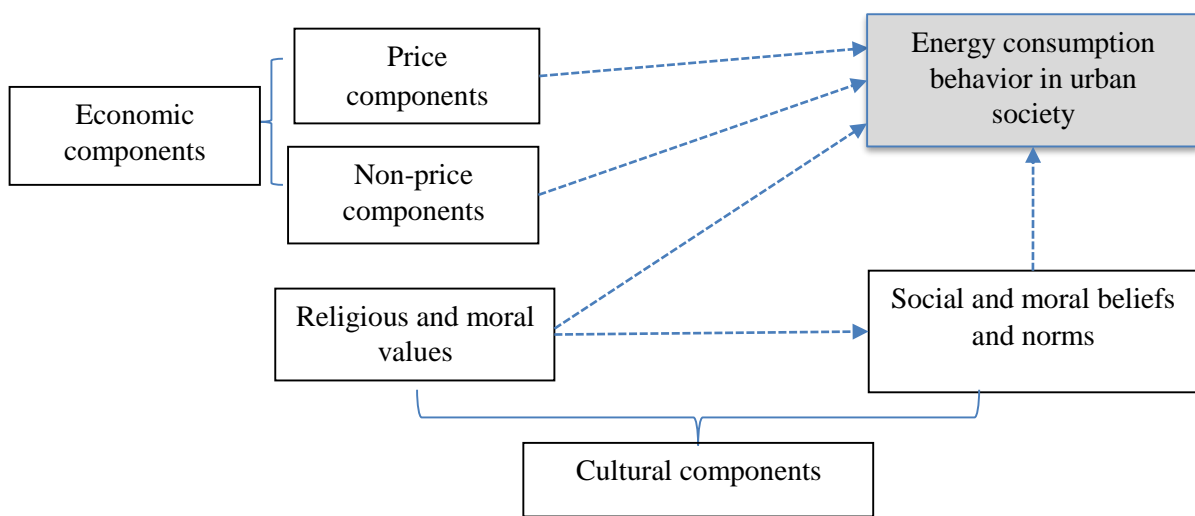 Price
components
Energy consumption
behavior in urban
society
Economic
components
Non-price
components
Religious and moral
values
Social and moral beliefs
and norms
Cultural components